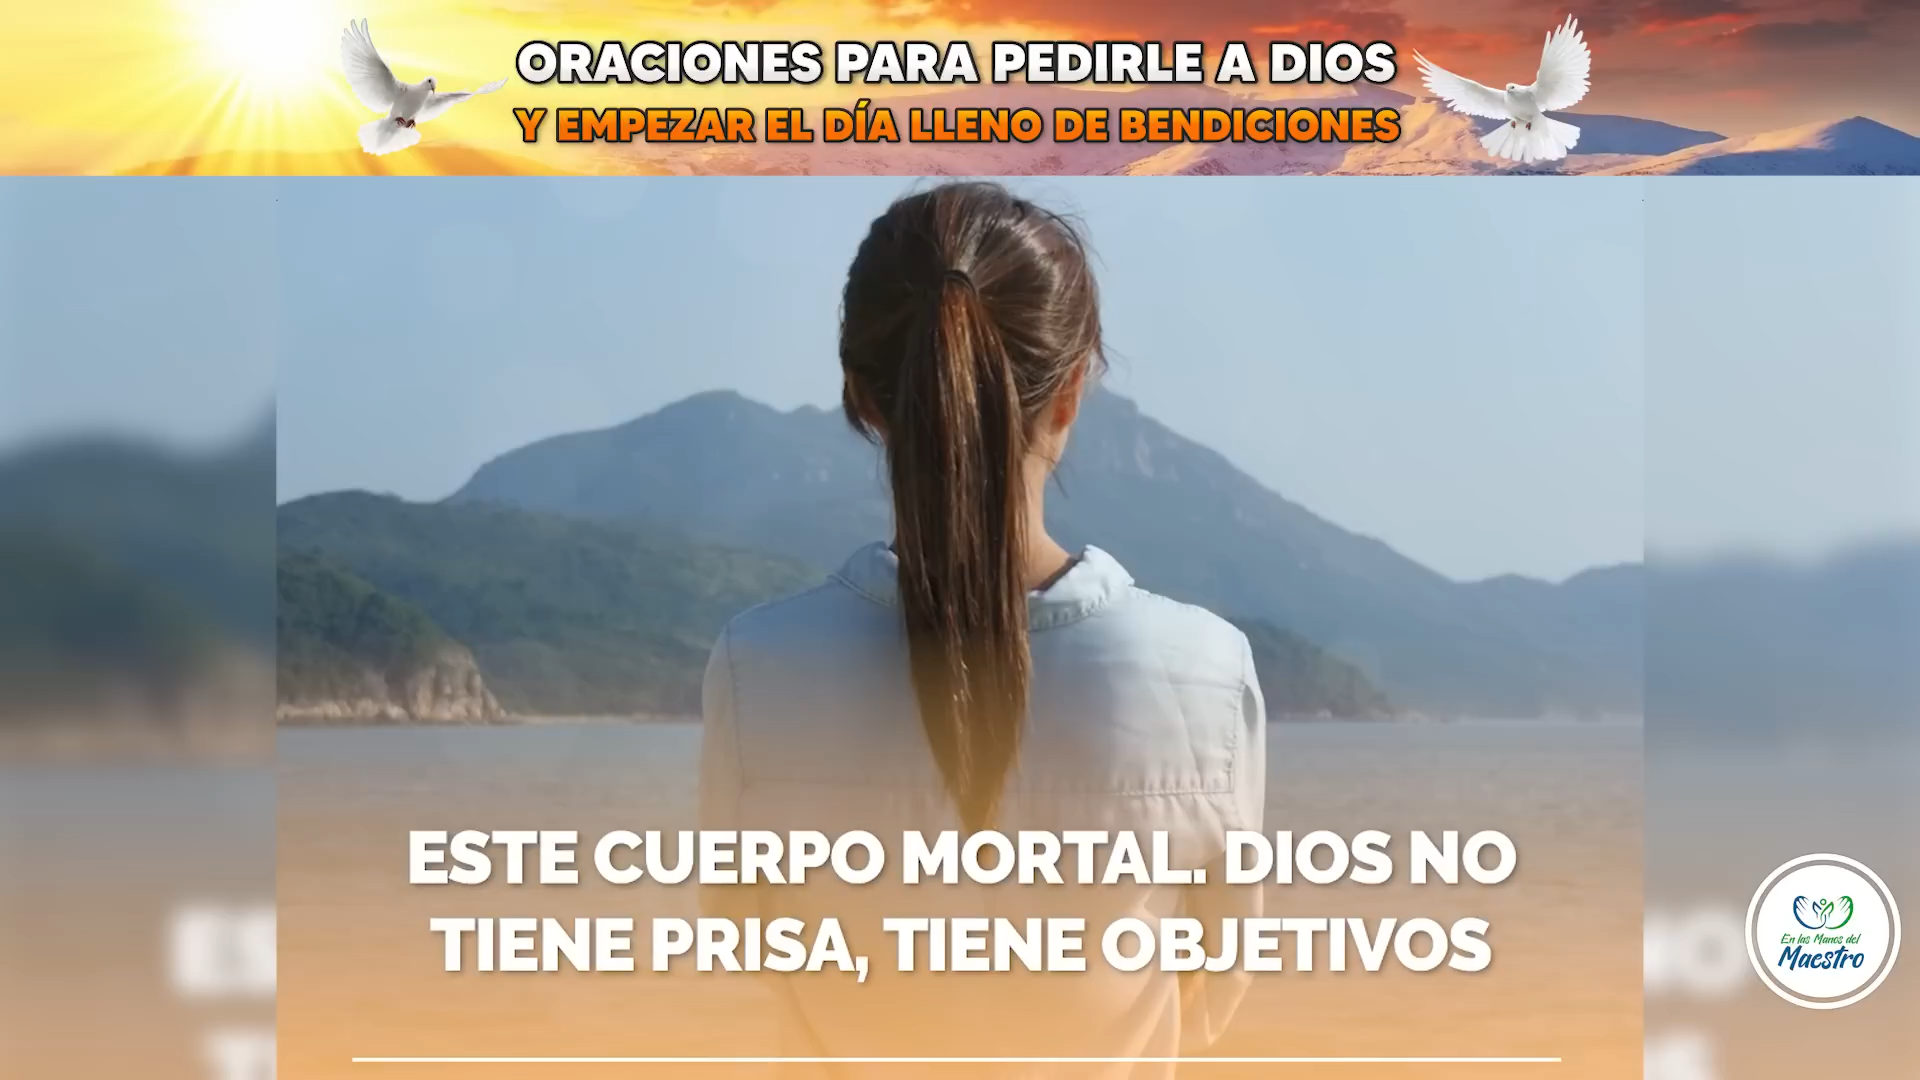 ORACIONES PARA PEDIRLE A DIOS
Y EMPEZAR EL DÍA LLENO DE BENDICIONES
ESTE CUERPO MORTAL. DIOS NO
TIENE PRISA, TIENE OBJETIVOS
En las Manos del
Maestro